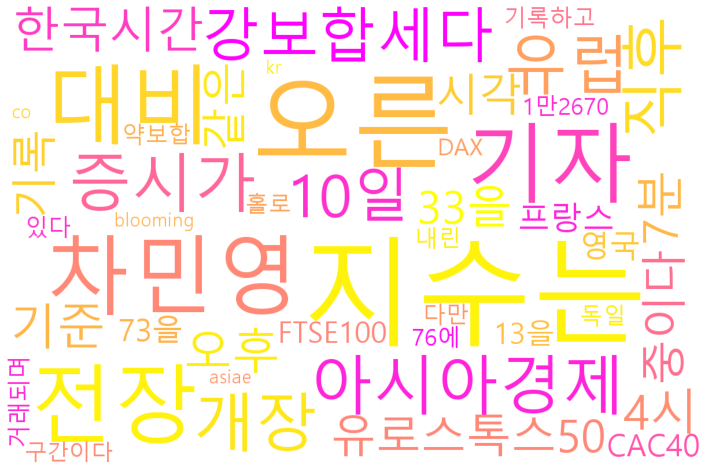 한국시간
강보합세다
기록하고
유럽
직후
kr
대비
같은
오른
시각
1만2670
co
약보합
DAX
기자
기록
증시가
홀로
10일
33을
프랑스
7분
있다
blooming
내린
영국
차민영
지수는
중이다
기준
73을
오후
FTSE100
다만
76에
13을
독일
거래되며
전장
asiae
개장
아시아경제
유로스톡스50
4시
구간이다
CAC40